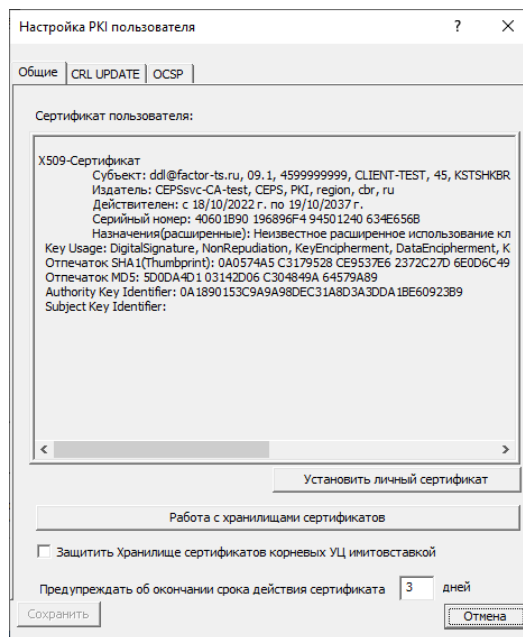 Настройка PKI пользователя
Общие CRL UPDATE OCSP
Сертификат пользователя:
X509-Сертификат
Субъект: ddl@factor-ts.ru, 09.1, 4599999999, CLIENT-TEST, 45, KSTSHKBR
Издатель: CEPSsvc-CA-test, CEPS, PKI, region, cbr, ru
Действителен: с 18/10/2022 г. по 19/10/2037 г.
Серийный номер: 40601B90 196896F4 94501240 634E656B
Назначения(расширенные): Неизвестное расширенное использование кл
Key Usage: DigitalSignature, NonRepudiation, KeyEncipherment, DataEncipherment, K
Отпечаток SHA1(Thumbprint): 0A0574A5 C3179528 CE9537E6 2372C27D 6E0D6C49
Отпечаток MD5: 5D0DA4D1 03142D06 C304849A 64579A89
Authority Key Identifier: 0A1890153C9A9A98DEC31A8D3A3DDA1BE60923B9
Subject Key Identifier:
Установить личный сертификат
Работа с хранилищами сертификатов
Защитить Хранилище сертификатов корневых УЦ имитовставкой
Предупреждать об окончании срока действия сертификата 3 дней
Сохранить Отмена